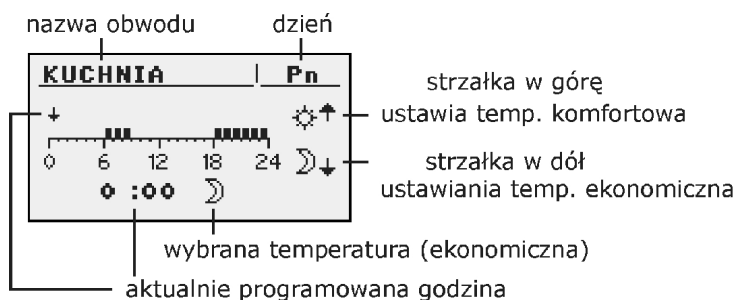 nazwa obwodu dzień
KUCHNIA Pn
strzałka w górę
ustawia temp. komfortowa
0 6 12 18 24
strzałka w dół
ustawiania temp. ekonomiczna
0 :00
wybrana temperatura (ekonomiczna)
aktualnie programowana godzina